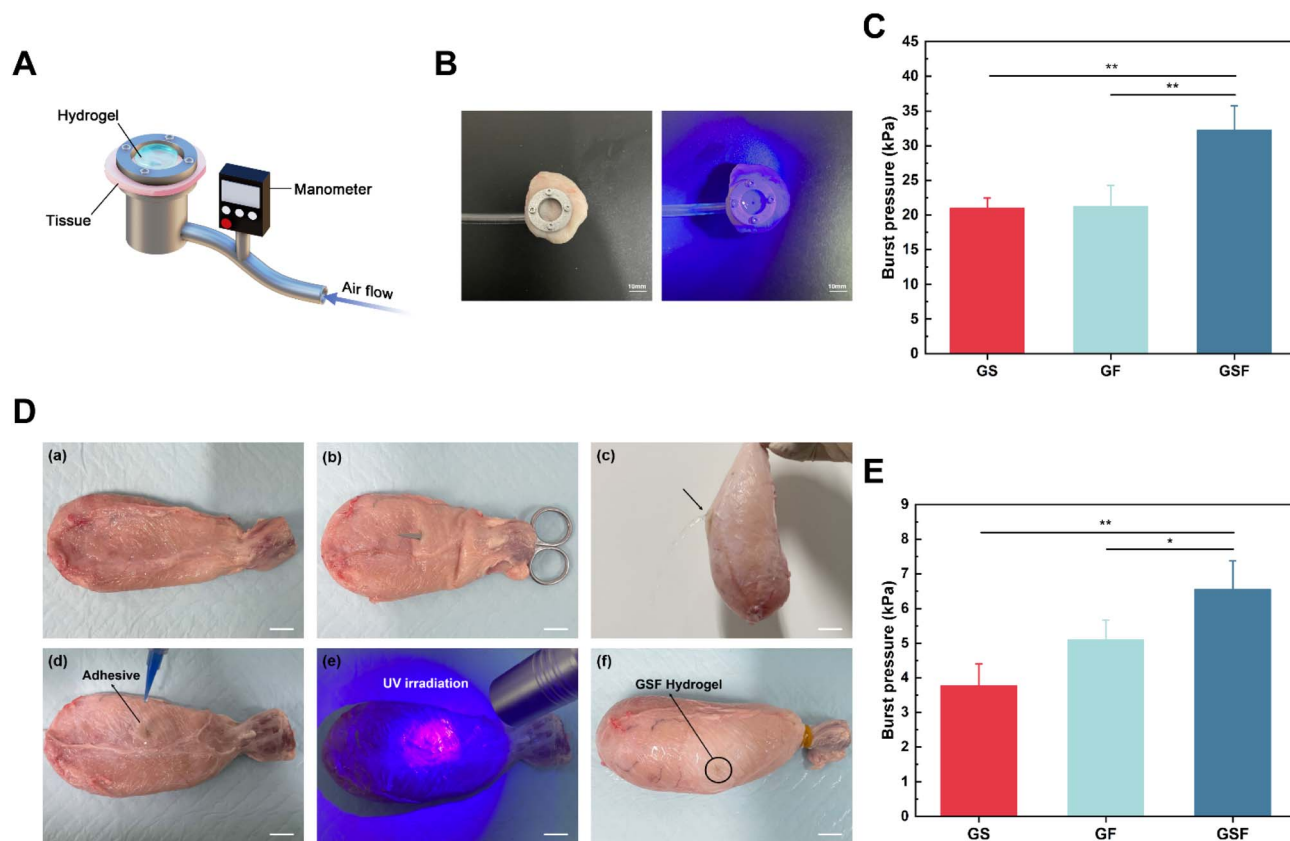 A
Hydrogel
Tissue
Manometer
Air flow
B
10mm
10mm
C
Burst pressure (kPa)
45
40
35
30
25
20
15
10
5
0
**
**
GS
GF
GSF
D
(a)
(b)
(c)
(d)
Adhesive
(e)
UV irradiation
(f)
GSF Hydrogel
E
Burst pressure (kPa)
9
8
7
6
5
4
3
2
1
0
**
*
GS
GF
GSF